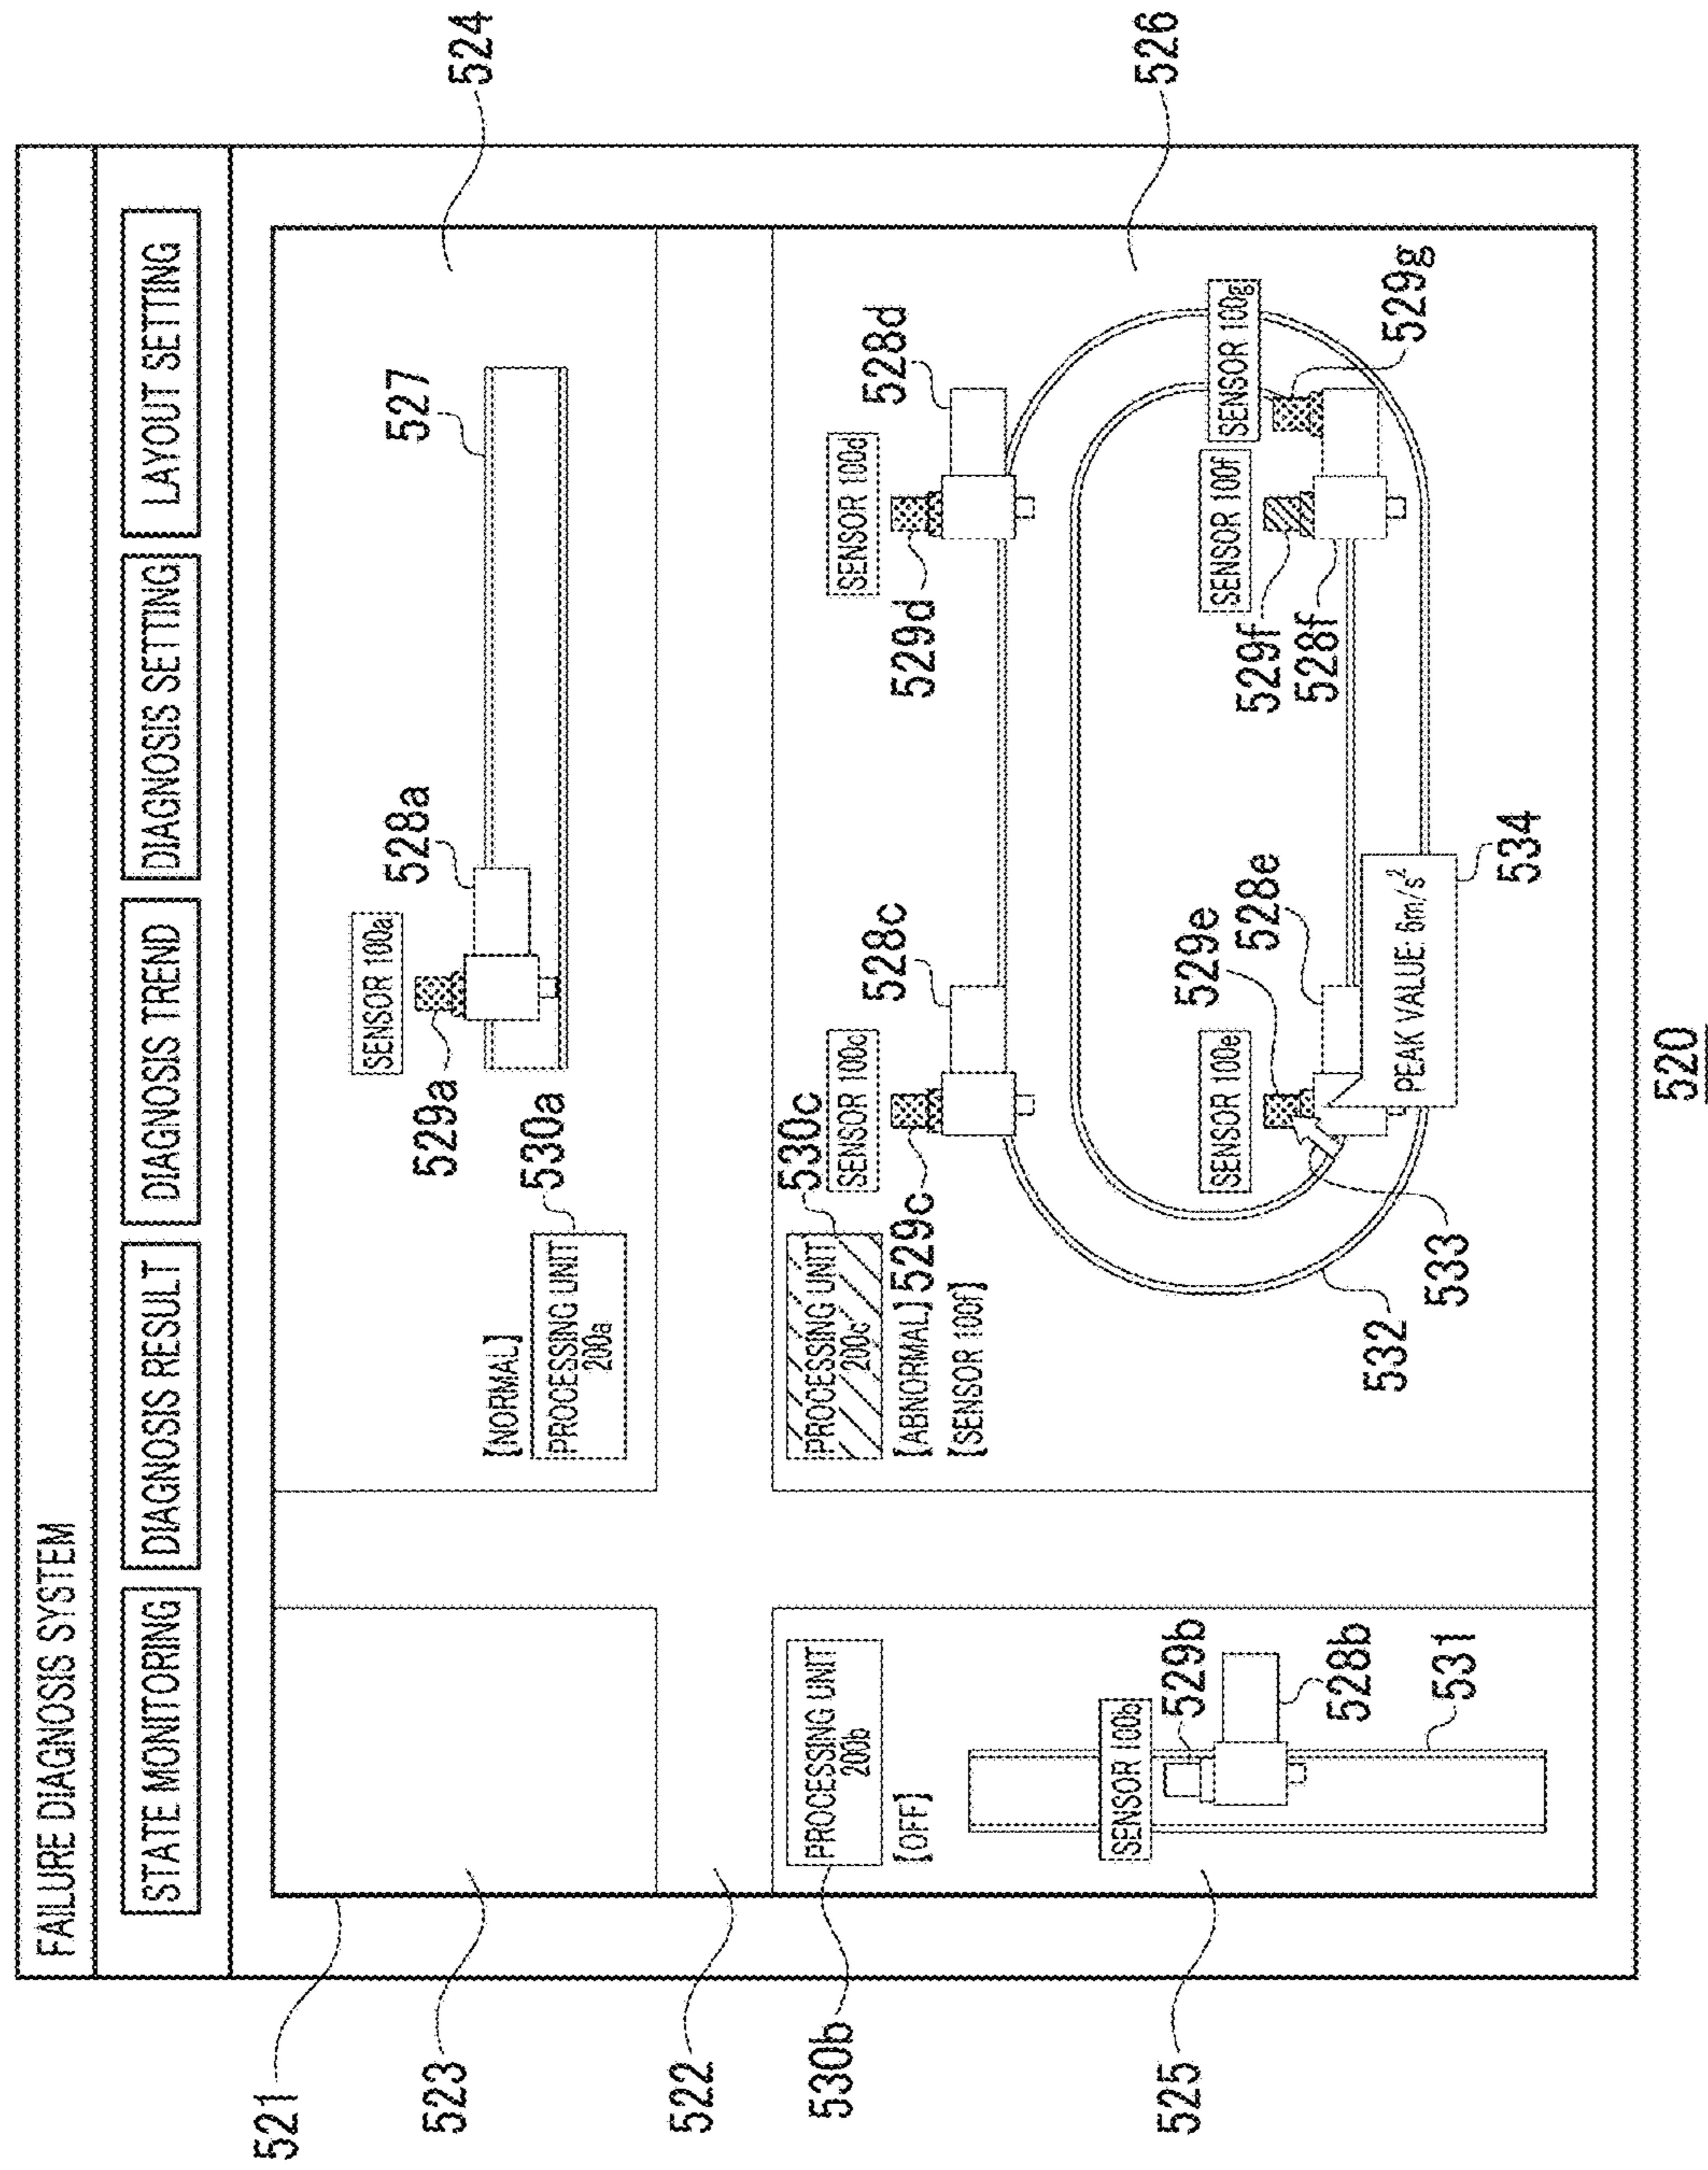 FAILURE DIAGNOSIS SYSTEM
STATE MONITORING
DIAGNOSIS RESULT
DIAGNOSIS TREND
DIAGNOSIS SETTING
LAYOUT SETTING
521
523
522
530b
525
524
526
SENSOR 100a
528a
527
529a
530a
[NORMAL]
PROCESSING UNIT
200a
PROCESSING UNIT
200b
[OFF]
SENSOR 100b
529b
528b
531
PROCESSING UNIT
200c
530c
[ABNORMAL]
[SENSOR 100f]
SENSOR 100c
529c
528c
SENSOR 100d
529d
528d
SENSOR 100e
529e
528e
SENSOR 100f
529f
528f
SENSOR 100g
529g
532
533
PEAK VALUE: 6m/s²
534
520